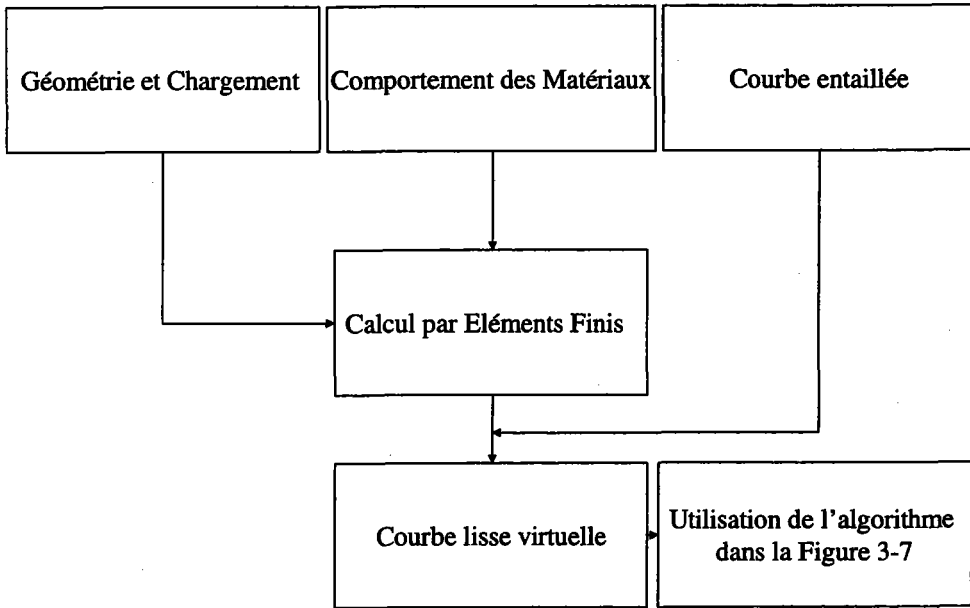 Géométrie et Chargement
Comportement des Matériaux
Courbe entaillée
Calcul par Eléments Finis
Courbe lisse virtuelle
Utilisation de l'algorithme
dans la Figure 3-7